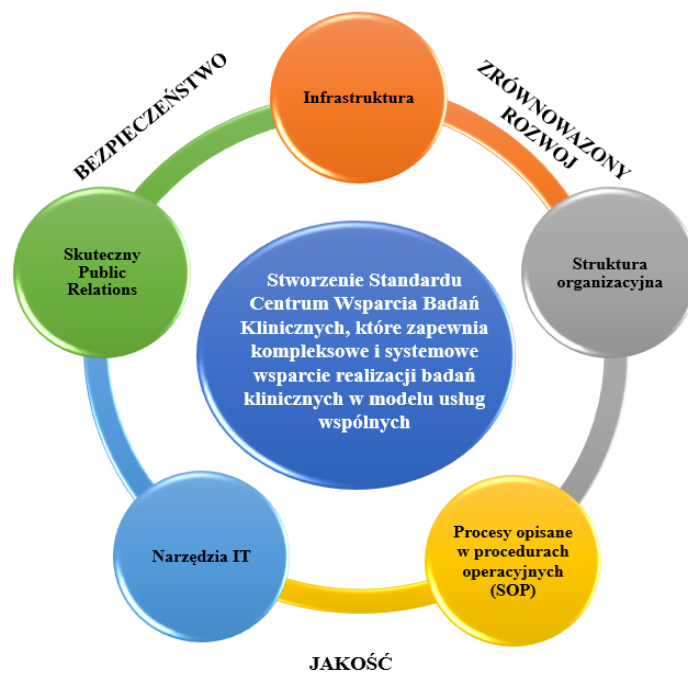 BEZPIECZEŃSTWO
Infrastruktura
ZRÓWNOWAŻONY
ROZWOJ
Skuteczny
Public
Relations
Struktura
organizacyjna
Stworzenie Standardu
Centrum Wsparcia Badań
Klinicznych, które zapewnia
kompleksowe i systemowe
wsparcie realizacji badań
klinicznych w modelu usług
wspólnych
Narzędzia IT
Procesy opisane
w procedurach
operacyjnych
(SOP)
JAKOŚĆ